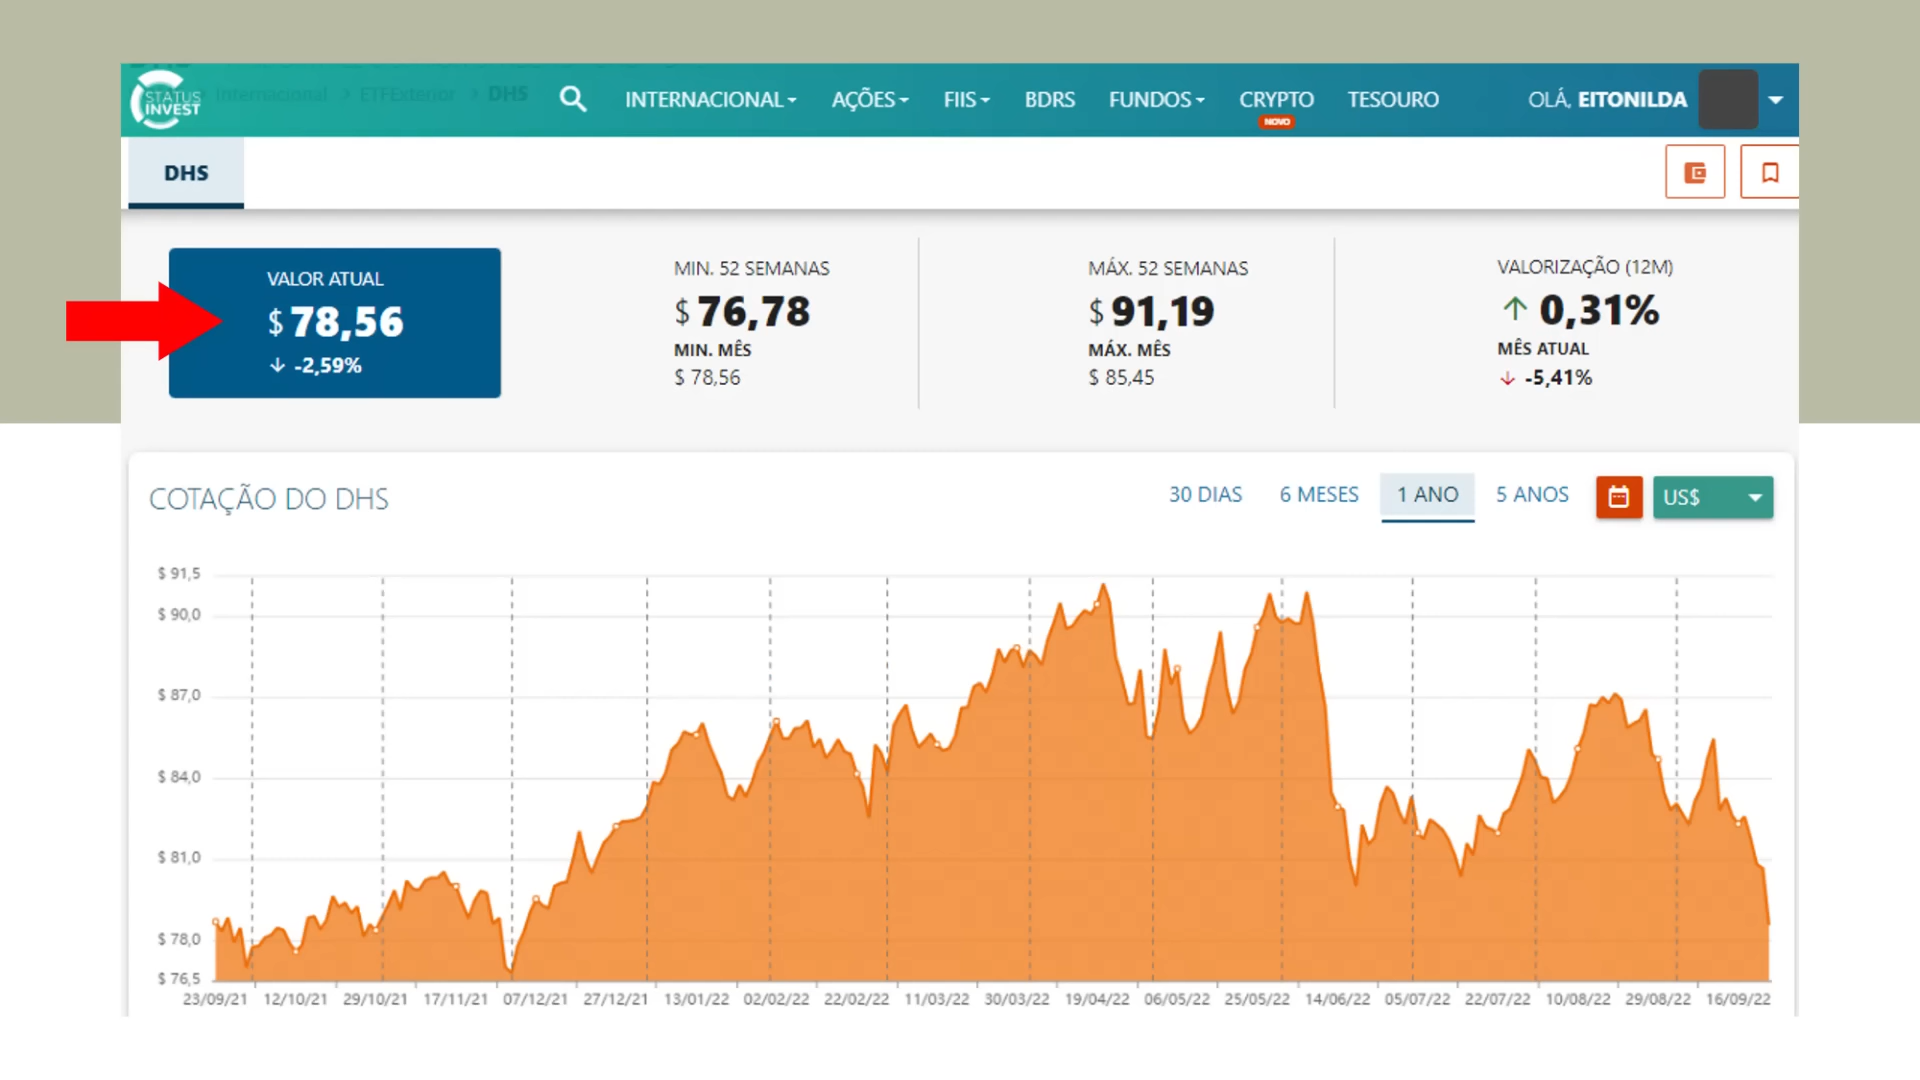 STATUS INVEST
Internacional > ETFExterior > DHS
INTERNACIONAL
AÇÕES
FIIS
BDRS
FUNDOS
CRYPTO
NOVO
TESOURO
OLÁ, EITONILDA
DHS
VALOR ATUAL
$ 78,56
-2,59%
MIN. 52 SEMANAS
$ 76,78
MIN. MÊS
$ 78,56
MÁX. 52 SEMANAS
$ 91,19
MÁX. MÊS
$ 85,45
VALORIZAÇÃO (12M)
0,31%
MÊS ATUAL
-5,41%
COTAÇÃO DO DHS
30 DIAS
6 MESES
1 ANO
5 ANOS
US$
$ 91,5
$ 90,0
$ 87,0
$ 84,0
$ 81,0
$ 78,0
$ 76,5
23/09/21 12/10/21 29/10/21 17/11/21 07/12/21 27/12/21 13/01/22 02/02/22 22/02/22 11/03/22 30/03/22 19/04/22 06/05/22 25/05/22 14/06/22 05/07/22 22/07/22 10/08/22 29/08/22 16/09/22